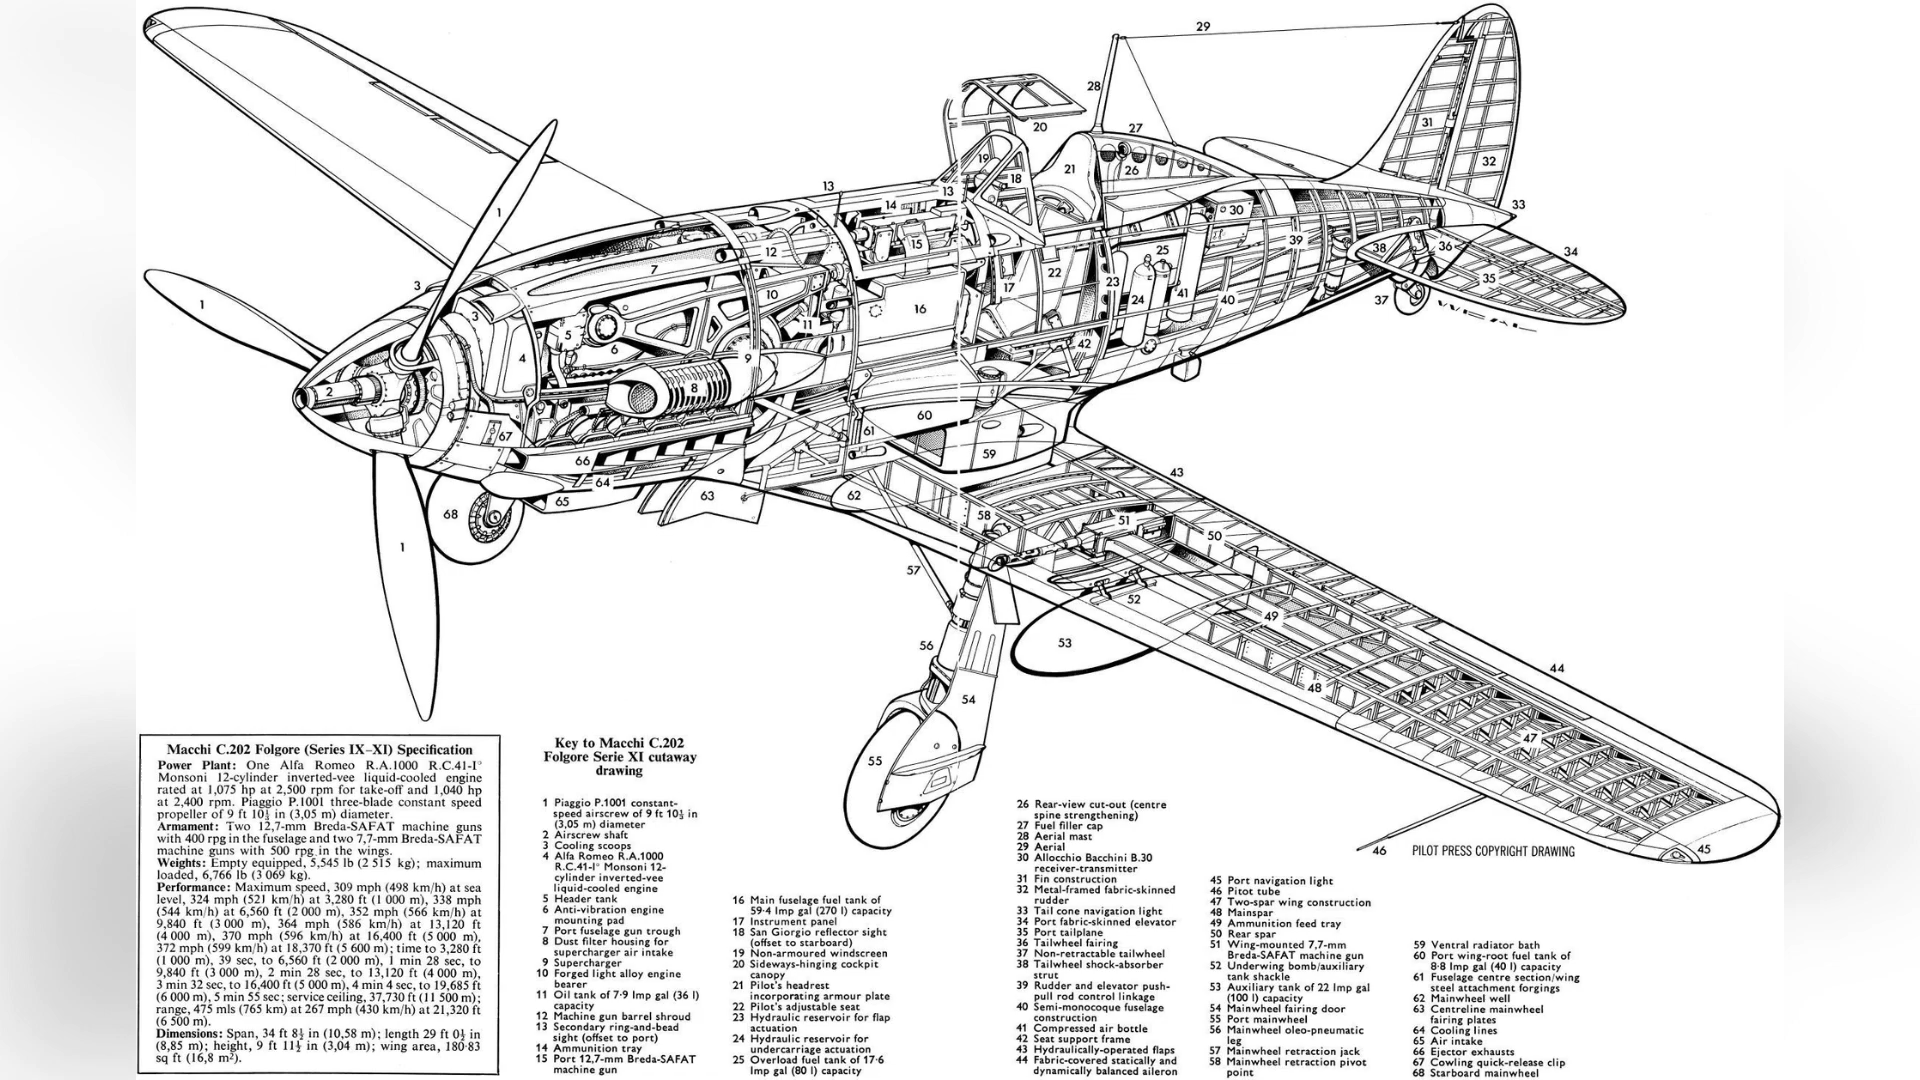 Macchi C.202 Folgore (Series IX–XI) Specification
Power Plant: One Alfa Romeo R.A.1000 R.C.41-I°
Monsoni 12-cylinder inverted-vee liquid-cooled engine
rated at 1,075 hp at 2,500 rpm for take-off and 1,040 hp
at 2,400 rpm. Piaggio P.1001 three-blade constant speed
propeller of 9 ft 10½ in (3,05 m) diameter.
Armament: Two 12,7-mm Breda-SAFAT machine guns
with 400 rpg in the fuselage and two 7,7-mm Breda-SAFAT
machine guns with 500 rpg in the wings.
Weights: Empty equipped, 5,545 lb (2 515 kg); maximum
loaded, 6,766 lb (3 069 kg).
Performance: Maximum speed, 309 mph (498 km/h) at sea
level, 324 mph (521 km/h) at 3,280 ft (1 000 m), 338 mph
(544 km/h) at 6,560 ft (2 000 m), 352 mph (566 km/h) at
9,840 ft (3 000 m), 364 mph (586 km/h) at 13,120 ft
(4 000 m), 370 mph (596 km/h) at 16,400 ft (5 000 m),
372 mph (599 km/h) at 18,370 ft (5 600 m); time to 3,280 ft
(1 000 m), 39 sec, to 6,560 ft (2 000 m), 1 min 28 sec, to
9,840 ft (3 000 m), 2 min 28 sec, to 13,120 ft (4 000 m),
3 min 32 sec, to 16,400 ft (5 000 m), 4 min 4 sec, to 19,685 ft
(6 000 m), 5 min 55 sec; service ceiling, 37,730 ft (11 500 m);
range, 475 mls (765 km) at 267 mph (430 km/h) at 21,320 ft
(6 500 m).
Dimensions: Span, 34 ft 8½ in (10,58 m); length 29 ft 0½ in
(8,85 m); height, 9 ft 11½ in (3,04 m); wing area, 180·83
sq ft (16,8 m²).
Key to Macchi C.202
Folgore Serie XI cutaway
drawing
1 Piaggio P.1001 constant-
speed airscrew of 9 ft 10½ in
(3,05 m) diameter
2 Airscrew shaft
3 Cooling scoops
4 Alfa Romeo R.A.1000
R.C.41-I° Monsoni 12-
cylinder inverted-vee
liquid-cooled engine
5 Header tank
6 Anti-vibration engine
mounting pad
7 Port fuselage gun trough
8 Dust filter housing for
supercharger air intake
9 Supercharger
10 Forged light alloy engine
bearer
11 Oil tank of 7·9 Imp gal (36 l)
capacity
12 Machine gun barrel shroud
13 Secondary ring-and-bead
sight (offset to port)
14 Ammunition tray
15 Port 12,7-mm Breda-SAFAT
machine gun
16 Main fuselage fuel tank of
59·4 Imp gal (270 l) capacity
17 Instrument panel
18 San Giorgio reflector sight
(offset to starboard)
19 Non-armoured windscreen
20 Sideways-hinging cockpit
canopy
21 Pilot's headrest
incorporating armour plate
22 Pilot's adjustable seat
23 Hydraulic reservoir for flap
actuation
24 Hydraulic reservoir for
undercarriage actuation
25 Overload fuel tank of 17·6
Imp gal (80 l) capacity
26 Rear-view cut-out (centre
spine strengthening)
27 Fuel filler cap
28 Aerial mast
29 Aerial
30 Allocchio Bacchini B.30
receiver-transmitter
31 Fin construction
32 Metal-framed fabric-skinned
rudder
33 Tail cone navigation light
34 Port fabric-skinned elevator
35 Port tailplane
36 Tailwheel fairing
37 Non-retractable tailwheel
38 Tailwheel shock-absorber
strut
39 Rudder and elevator push-
pull rod control linkage
40 Semi-monocoque fuselage
construction
41 Compressed air bottle
42 Seat support frame
43 Hydraulically-operated flaps
44 Fabric-covered statically and
dynamically balanced aileron
45 Port navigation light
46 Pitot tube
47 Two-spar wing construction
48 Mainspar
49 Ammunition feed tray
50 Rear spar
51 Wing-mounted 7,7-mm
Breda-SAFAT machine gun
52 Underwing bomb/auxiliary
tank shackle
53 Auxiliary tank of 22 Imp gal
(100 l) capacity
54 Mainwheel fairing door
55 Port mainwheel
56 Mainwheel oleo-pneumatic
leg
57 Mainwheel retraction jack
58 Mainwheel retraction pivot
point
59 Ventral radiator bath
60 Port wing-root fuel tank of
8·8 Imp gal (40 l) capacity
61 Fuselage centre section/wing
steel attachment forgings
62 Mainwheel well
63 Centreline mainwheel
fairing plates
64 Cooling lines
65 Air intake
66 Ejector exhausts
67 Cowling quick-release clip
68 Starboard mainwheel
PILOT PRESS COPYRIGHT DRAWING